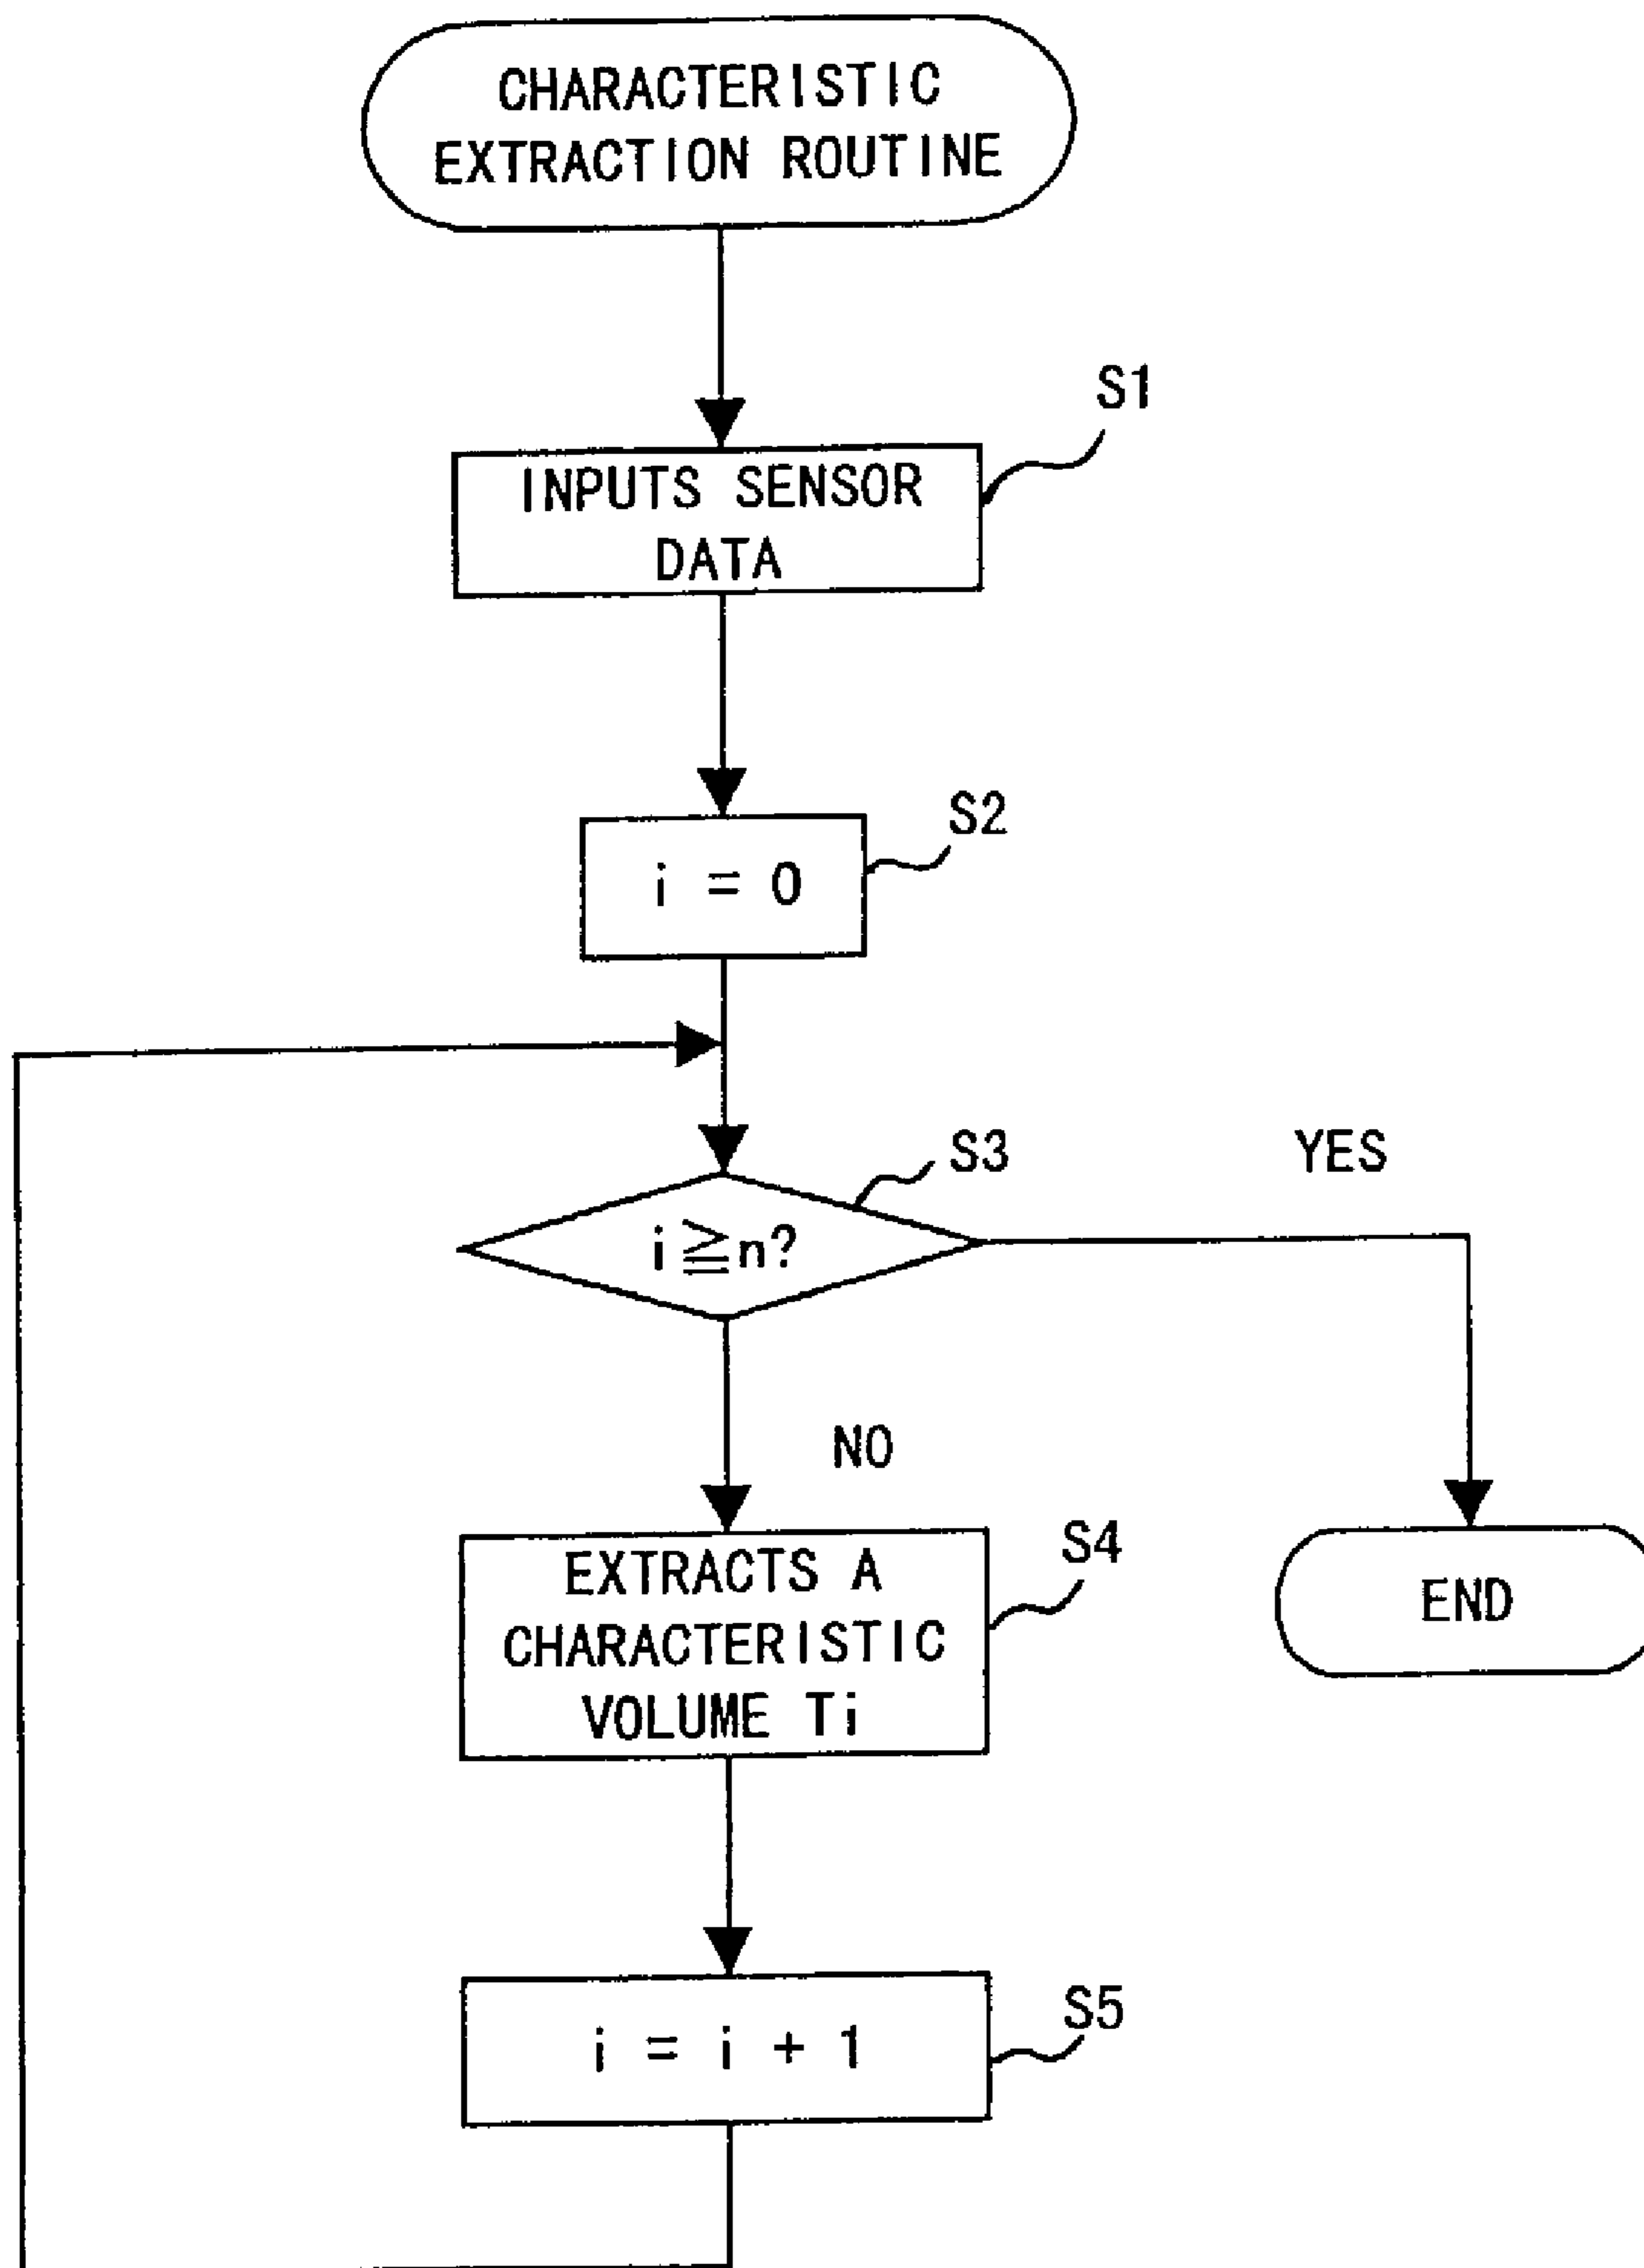 CHARACTERISTIC
EXTRACTION ROUTINE
S1
INPUTS SENSOR
DATA
S2
i = 0
S3
YES
i ≧ n?
NO
S4
EXTRACTS A
CHARACTERISTIC
VOLUME Ti
END
S5
i = i + 1